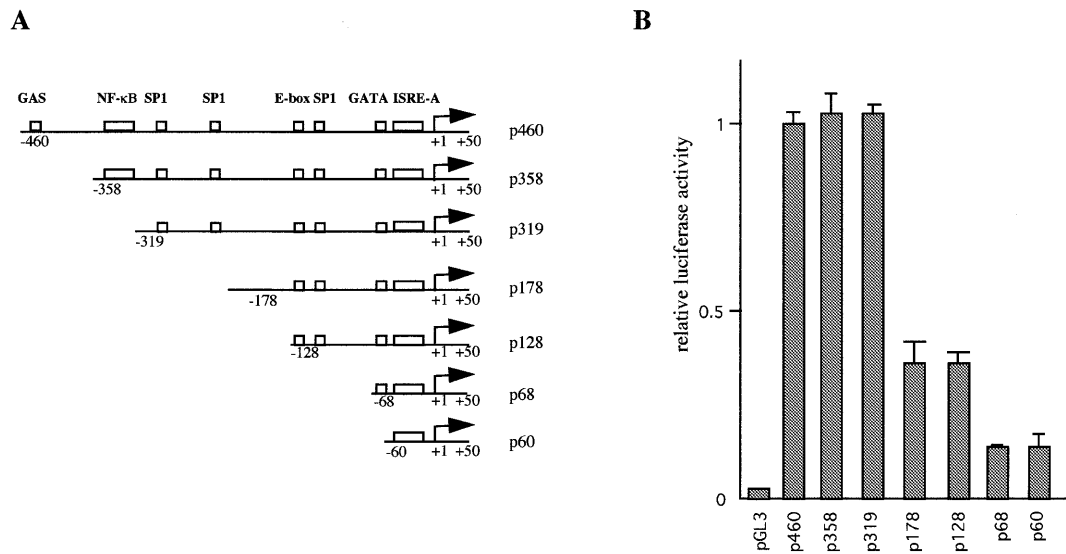 A
GAS NF-κB SP1 SP1 E-box SP1 GATA ISRE-A
-460 +1 +50 p460
-358 +1 +50 p358
-319 +1 +50 p319
-178 +1 +50 p178
-128 +1 +50 p128
-68 +1 +50 p68
-60 +1 +50 p60
B
relative luciferase activity
1
0.5
0
pGL3 p460 p358 p319 p178 p128 p68 p60